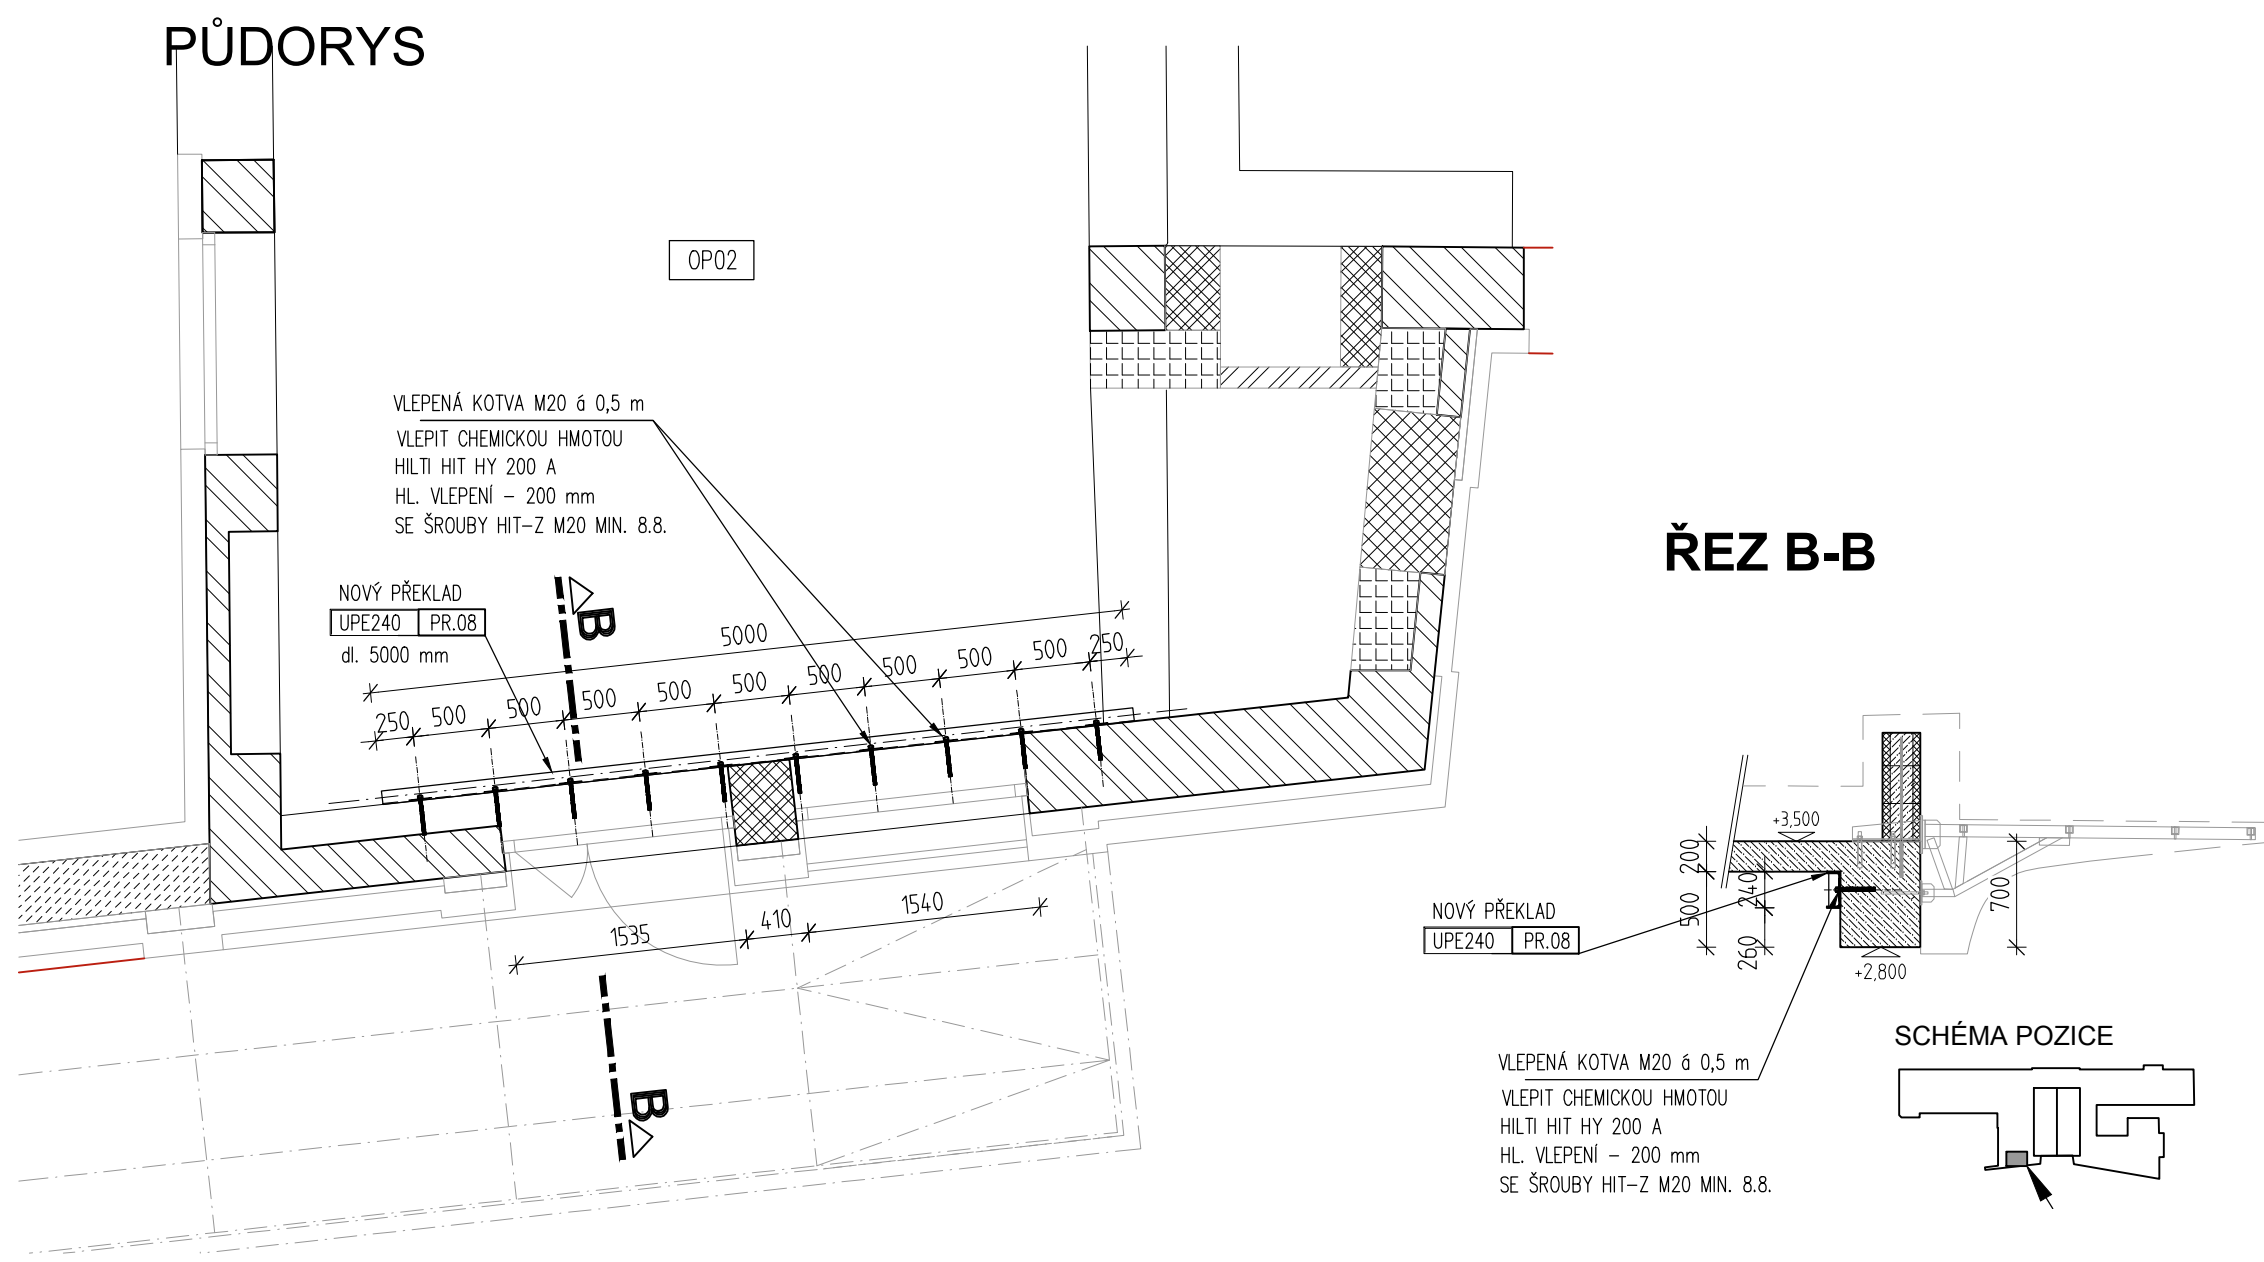 PŮDORYS
OP02
VLEPENÁ KOTVA M20 á 0,5 m
VLEPIT CHEMICKOU HMOTOU
HILTI HIT HY 200 A
HL. VLEPENÍ – 200 mm
SE ŠROUBY HIT–Z M20 MIN. 8.8.
NOVÝ PŘEKLAD
UPE240 PR.08
dl. 5000 mm
B
5000
250 500 500 500 500 500 500 500 500 500 250
1535 410 1540
B
ŘEZ B-B
+3,500
200
500
240
260
700
+2,800
NOVÝ PŘEKLAD
UPE240 PR.08
VLEPENÁ KOTVA M20 á 0,5 m
VLEPIT CHEMICKOU HMOTOU
HILTI HIT HY 200 A
HL. VLEPENÍ – 200 mm
SE ŠROUBY HIT–Z M20 MIN. 8.8.
SCHÉMA POZICE